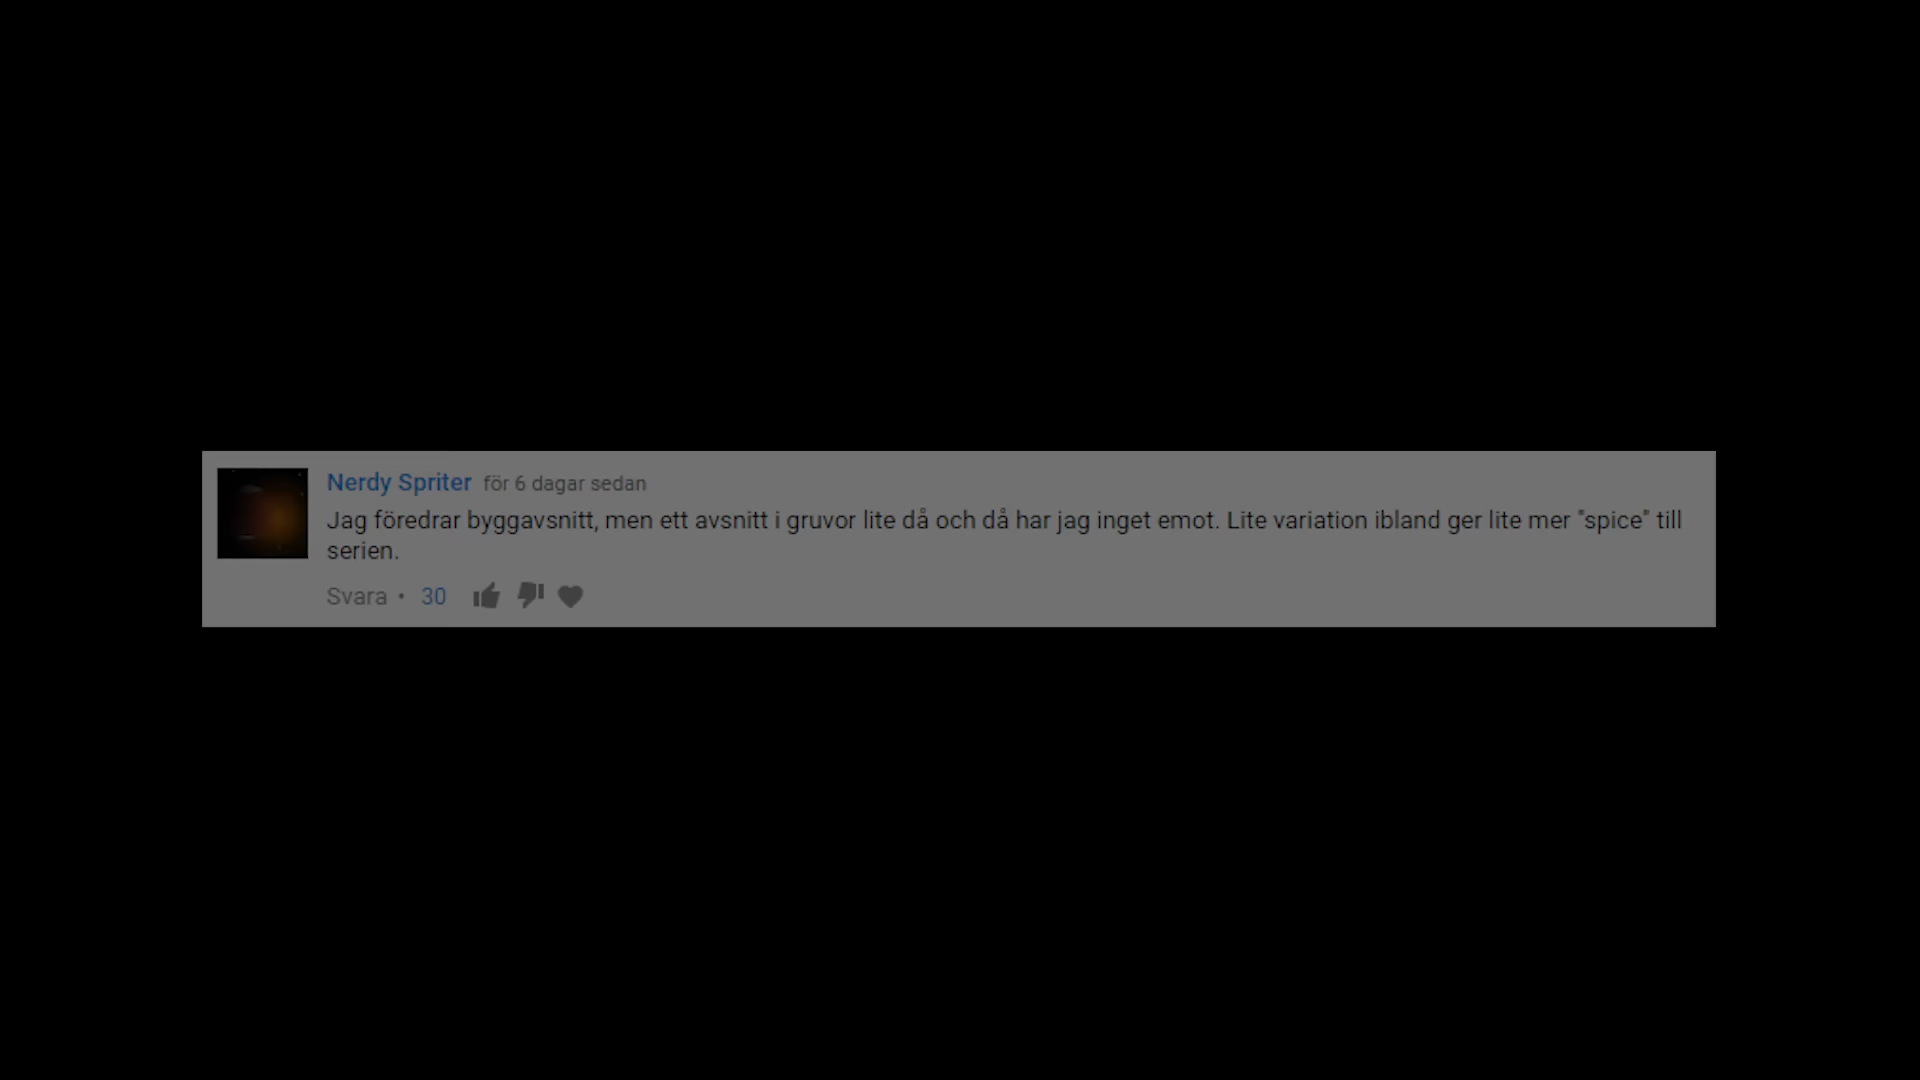 Nerdy Spriter för 6 dagar sedan
Jag föredrar byggavsnitt, men ett avsnitt i gruvor lite då och då har jag inget emot. Lite variation ibland ger lite mer "spice" till
serien.
Svara • 30